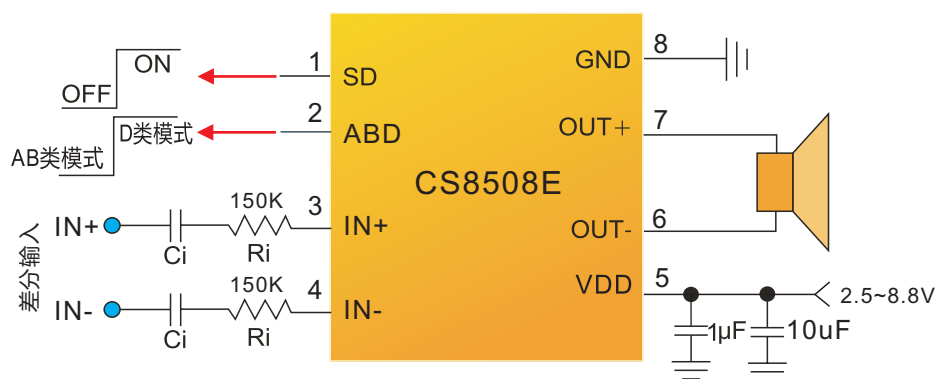 ON
OFF
1
SD
2
ABD
D类模式
AB类模式
差分输入
IN+
Ci
150K
Ri
3
IN+
IN-
Ci
150K
Ri
4
IN-
CS8508E
GND
8
OUT+
7
OUT-
6
VDD
5
2.5~8.8V
1μF
10uF